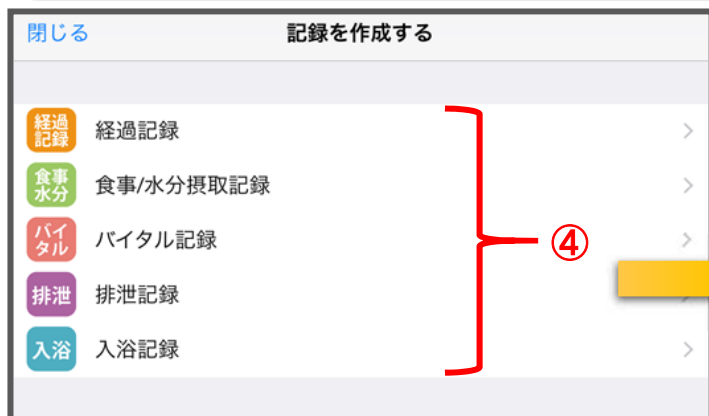 閉じる 記録を作成する
経過
記録
経過記録
食事
水分
食事/水分摂取記録
バイ
タル
バイタル記録
④
排泄
排泄記録
入浴
入浴記録